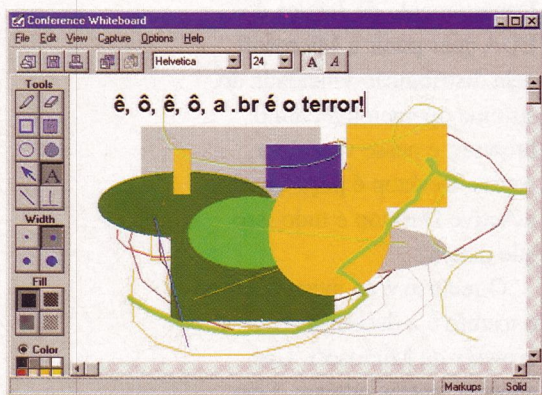 Conference Whiteboard
File Edit View Capture Options Help
Helvetica 24 A A
Tools
ê, ô, ê, ô, a .br é o terror!
A
Width
Fill
Color
Markups Solid